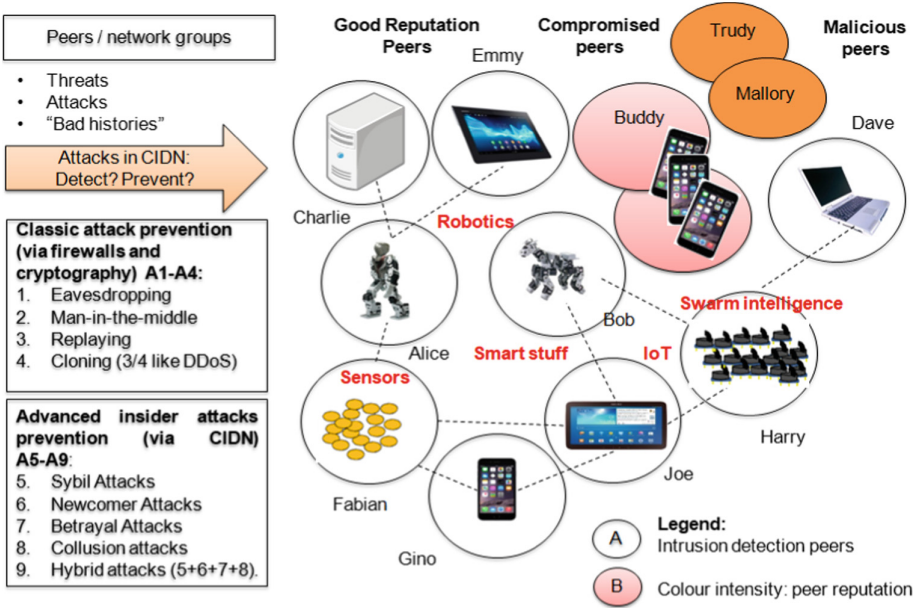 Peers / network groups
• Threats
• Attacks
• “Bad histories”
Attacks in CIDN:
Detect? Prevent?
Classic attack prevention
(via firewalls and
cryptography) A1-A4:
1. Eavesdropping
2. Man-in-the-middle
3. Replaying
4. Cloning (3/4 like DDoS)
Advanced insider attacks
prevention (via CIDN)
A5-A9:
5. Sybil Attacks
6. Newcomer Attacks
7. Betrayal Attacks
8. Collusion attacks
9. Hybrid attacks (5+6+7+8).
Good Reputation
Peers
Compromised
peers
Malicious
peers
Emmy
Trudy
Mallory
Buddy
Dave
Charlie
Robotics
Alice
Bob
Swarm intelligence
Smart stuff
IoT
Sensors
Harry
Joe
Fabian
Gino
Legend:
A
Intrusion detection peers
B
Colour intensity: peer reputation